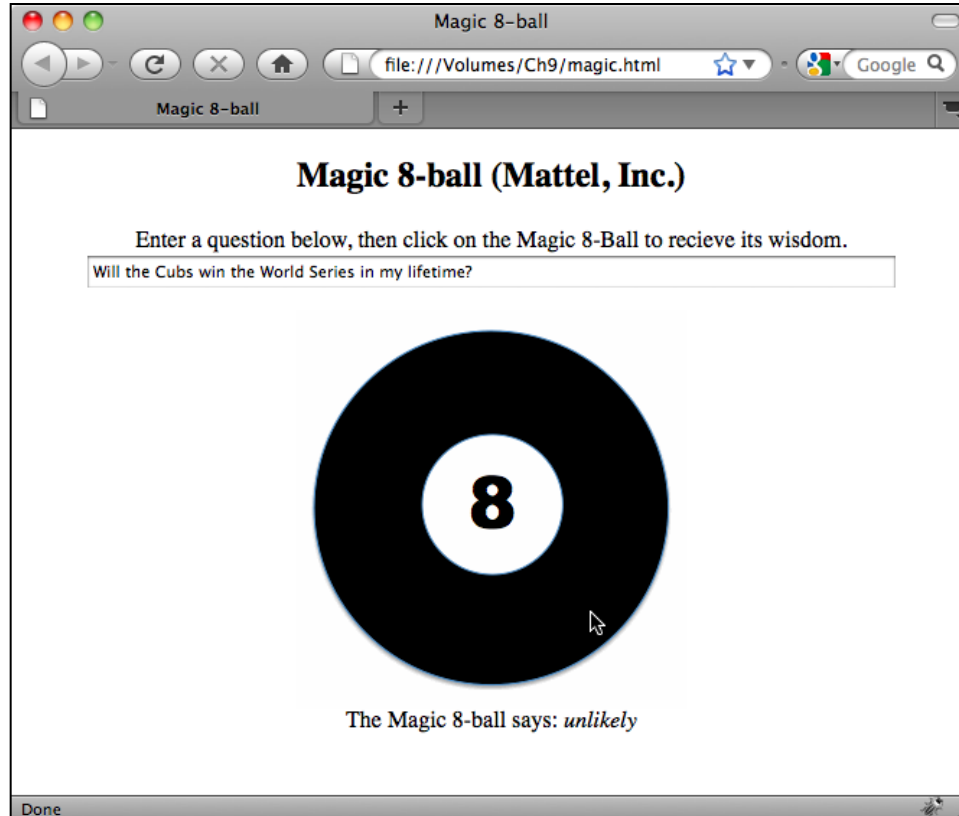 Magic 8-ball
file:///Volumes/Ch9/magic.html
Google
Magic 8-ball
+
Magic 8-ball (Mattel, Inc.)
Enter a question below, then click on the Magic 8-Ball to recieve its wisdom.
Will the Cubs win the World Series in my lifetime?
8
The Magic 8-ball says: unlikely
Done